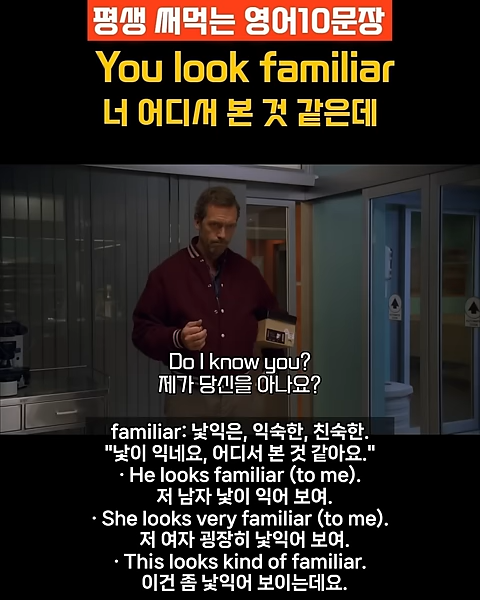 평생 써먹는 영어10문장
You look familiar
너 어디서 본 것 같은데
Do I know you?
제가 당신을 아나요?
familiar: 낯익은, 익숙한, 친숙한.
"낯이 익네요, 어디서 본 것 같아요."
· He looks familiar (to me).
저 남자 낯이 익어 보여.
· She looks very familiar (to me).
저 여자 굉장히 낯익어 보여.
· This looks kind of familiar.
이건 좀 낯익어 보이는데요.